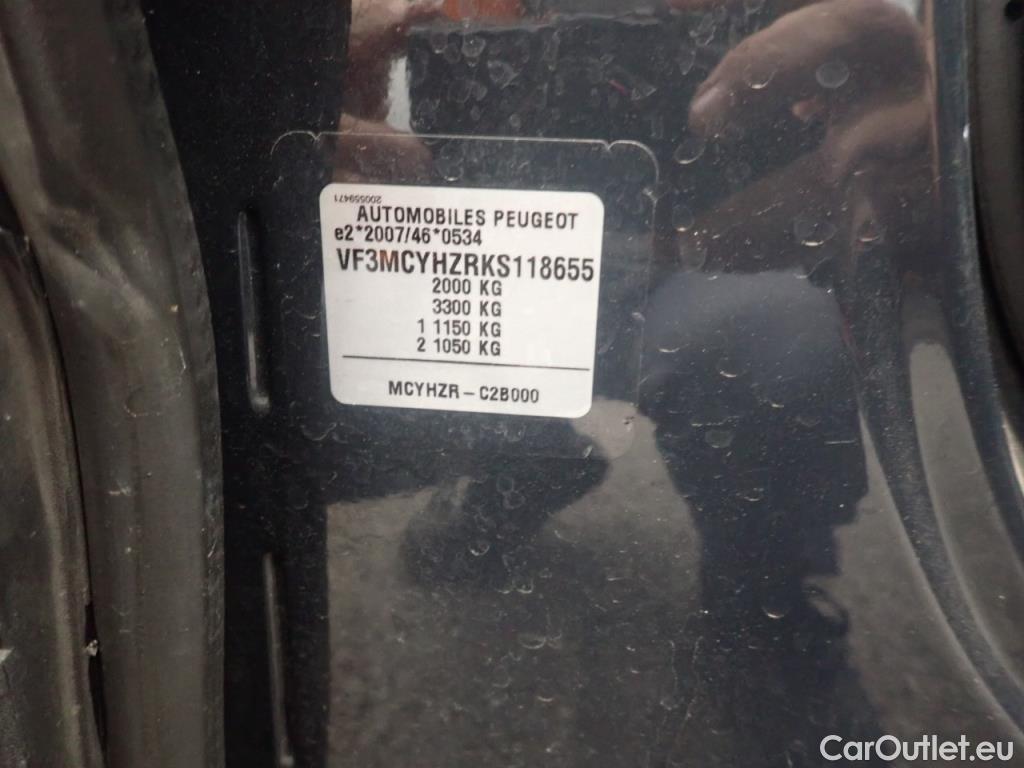 200559471
AUTOMOBILES PEUGEOT
e2*2007/46*0534
VF3MCYHZRKS118655
2000 KG
3300 KG
1 1150 KG
2 1050 KG
MCYHZR – C2B000
CarOutlet.eu